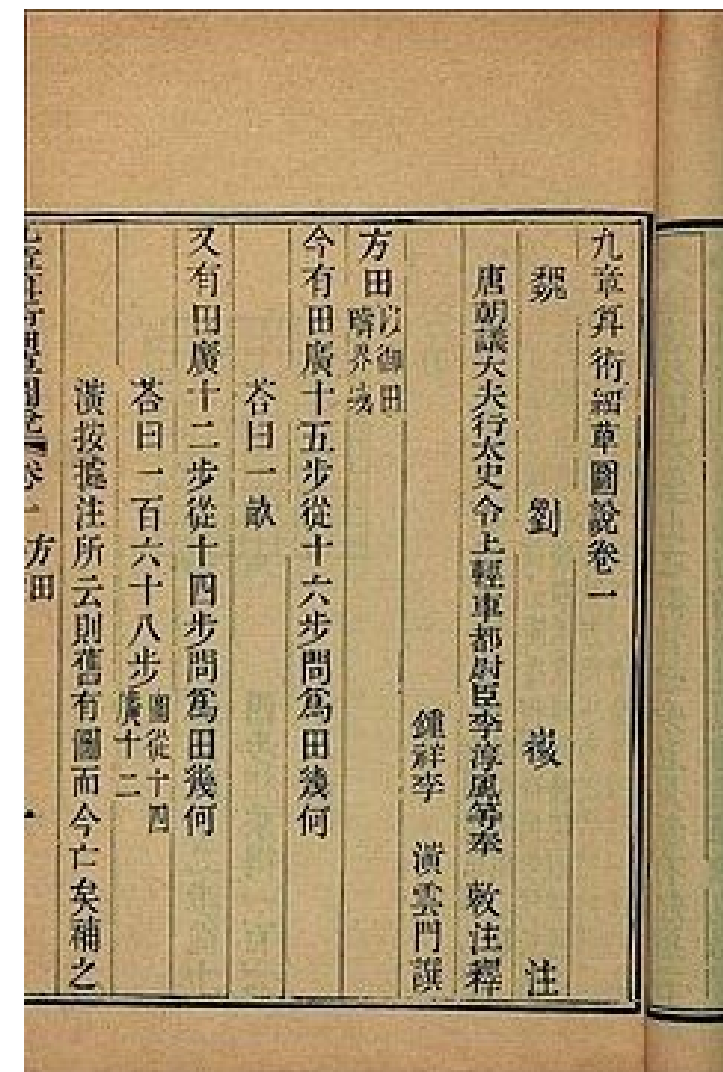 九章算術細草圖說卷一
魏 劉 徽 注
唐朝議大夫行太史令上輕車都尉臣李淳風等奉 敕注釋
鍾祥李 潢雲門譔
方田以御田疇界域
今有田廣十五步從十六步問為田幾何
荅曰一畝
又有田廣十二步從十四步問為田幾何
荅曰一百六十八步圖從十四廣十二
潢按據注所云則舊有圖而今亡矣補之
九章算術細草圖說 卷一 方田 一